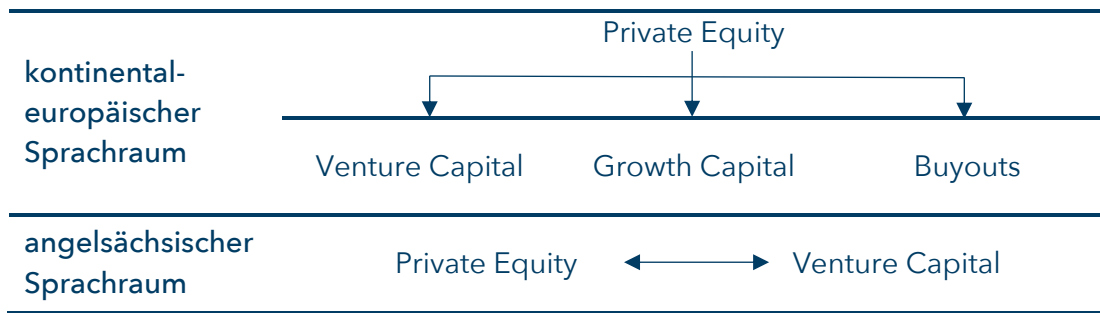 Private Equity
kontinental-
europäischer
Sprachraum
Venture Capital Growth Capital Buyouts
angelsächsischer
Sprachraum
Private Equity Venture Capital